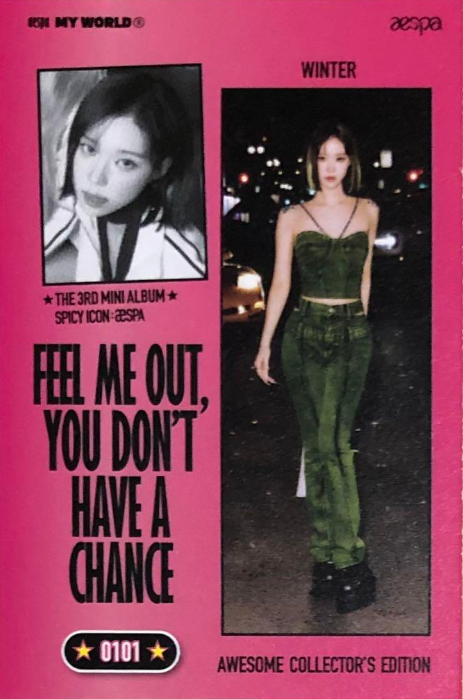 æspa MY WORLD®
æspa
WINTER
★ THE 3RD MINI ALBUM ★
SPICY ICON:æSPA
FEEL ME OUT,
YOU DON'T
HAVE A
CHANCE
★ 0101 ★
AWESOME COLLECTOR'S EDITION